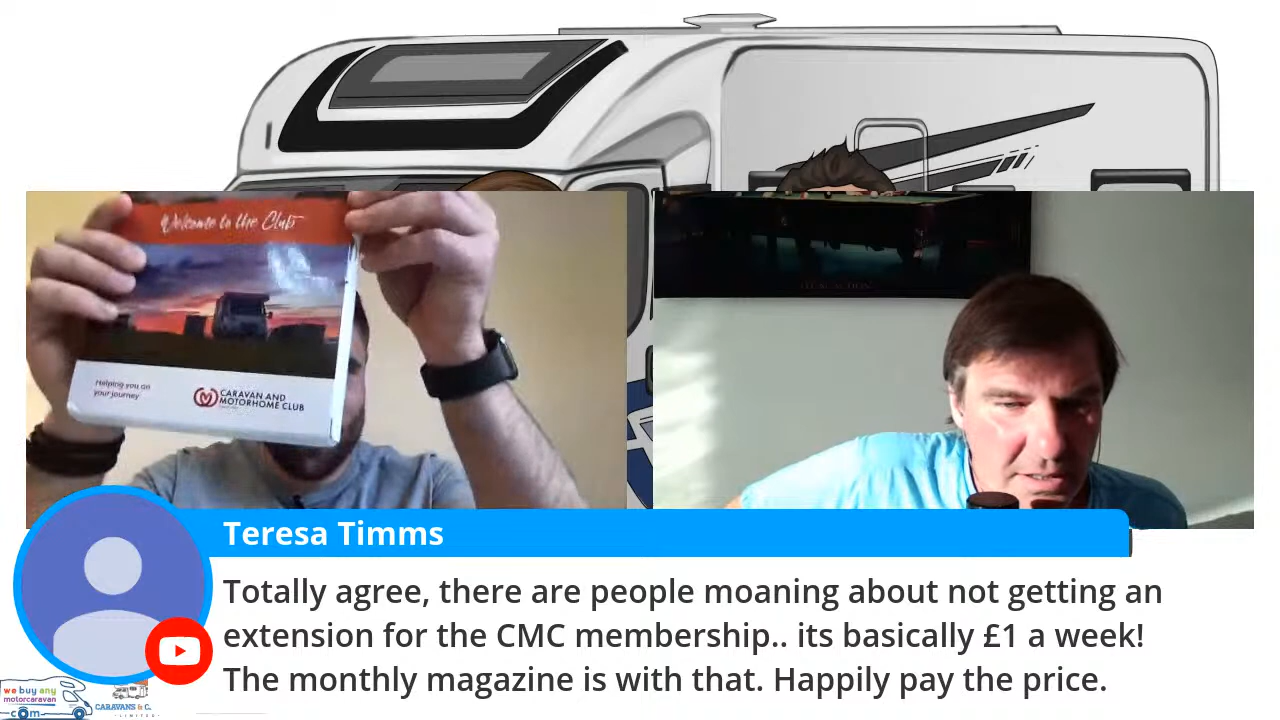 Welcome to the Club
Helping you on
your journey
CARAVAN AND
MOTORHOME CLUB
Teresa Timms
Totally agree, there are people moaning about not getting an
extension for the CMC membership.. its basically £1 a week!
The monthly magazine is with that. Happily pay the price.
we buy any
motorcaravan
.com
CARAVANS & C.
LIMITED